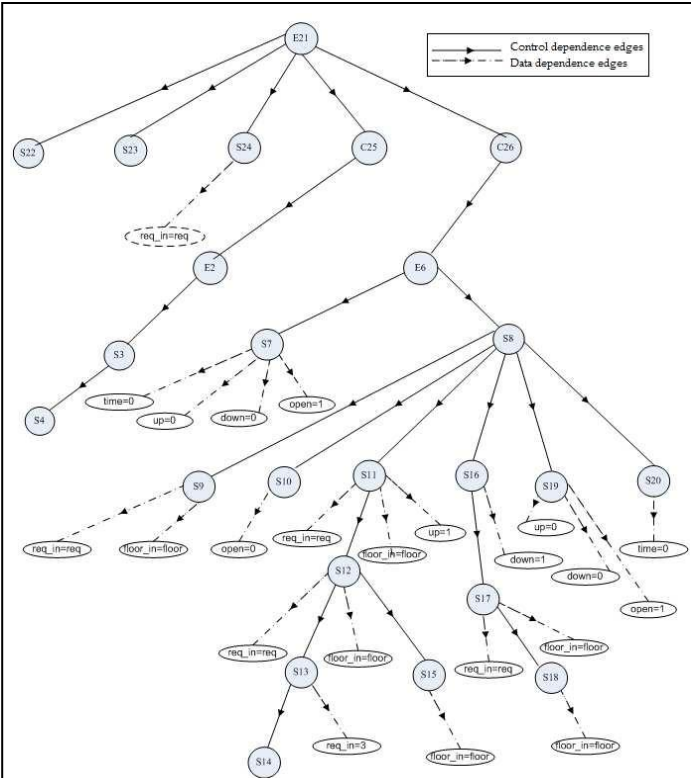 E21
Control dependence edges
Data dependence edges
S22
S23
S24
C25
C26
req_in=req
E2
E6
S3
S7
S8
S4
time=0
up=0
down=0
open=1
S9
S10
S11
S16
S19
S20
req_in=req
floor_in=floor
open=0
req_in=req
floor_in=floor
up=1
down=1
up=0
down=0
open=1
time=0
S12
S17
req_in=req
floor_in=floor
req_in=req
floor_in=floor
S13
S15
S18
S14
req_in=3
floor_in=floor
floor_in=floor